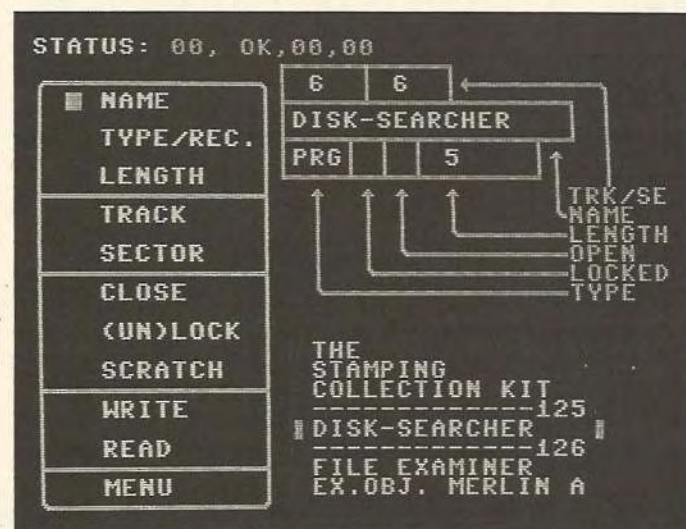 STATUS: 00, OK,00,00
NAME
TYPE/REC.
LENGTH
TRACK
SECTOR
CLOSE
(UN)LOCK
SCRATCH
WRITE
READ
MENU
6 6
DISK-SEARCHER
PRG 5
TRK/SE
NAME
LENGTH
OPEN
LOCKED
TYPE
THE
STAMPING
COLLECTION KIT
-------------125
DISK-SEARCHER
-------------126
FILE EXAMINER
EX.OBJ. MERLIN A